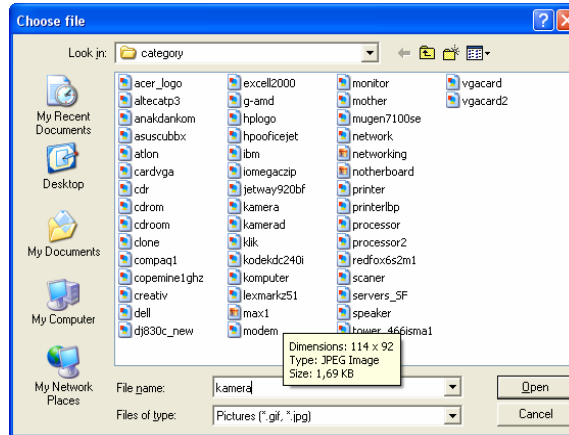 Choose file
Look in:
category
My Recent
Documents
Desktop
My Documents
My Computer
My Network
Places
acer_logo
altecatp3
anakdankom
asuscubbx
atlon
cardvga
cdr
cdrom
cdroom
clone
compaq1
copemine1ghz
creativ
dell
dj830c_new
excell2000
g-amd
hplogo
hpooficejet
ibm
iomegaczip
jetway920bf
kamera
kamerad
klik
kodekdc240i
komputer
lexmarkz51
max1
modem
monitor
mother
mugen7100se
network
networking
notherboard
printer
printerlbp
processor
processor2
redfox6s2m1
scaner
servers_SF
speaker
tower_466isma1
vgacard
vgacard2
Dimensions: 114 x 92
Type: JPEG Image
Size: 1,69 KB
File name:
kamera
Open
Files of type:
Pictures (*.gif, *.jpg)
Cancel